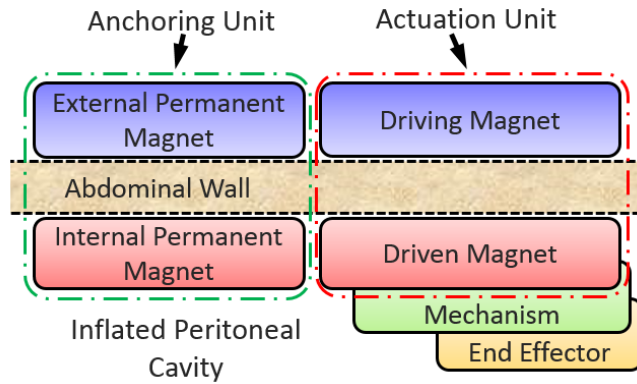 Anchoring Unit
Actuation Unit
External Permanent
Magnet
Driving Magnet
Abdominal Wall
Internal Permanent
Magnet
Driven Magnet
Mechanism
End Effector
Inflated Peritoneal
Cavity